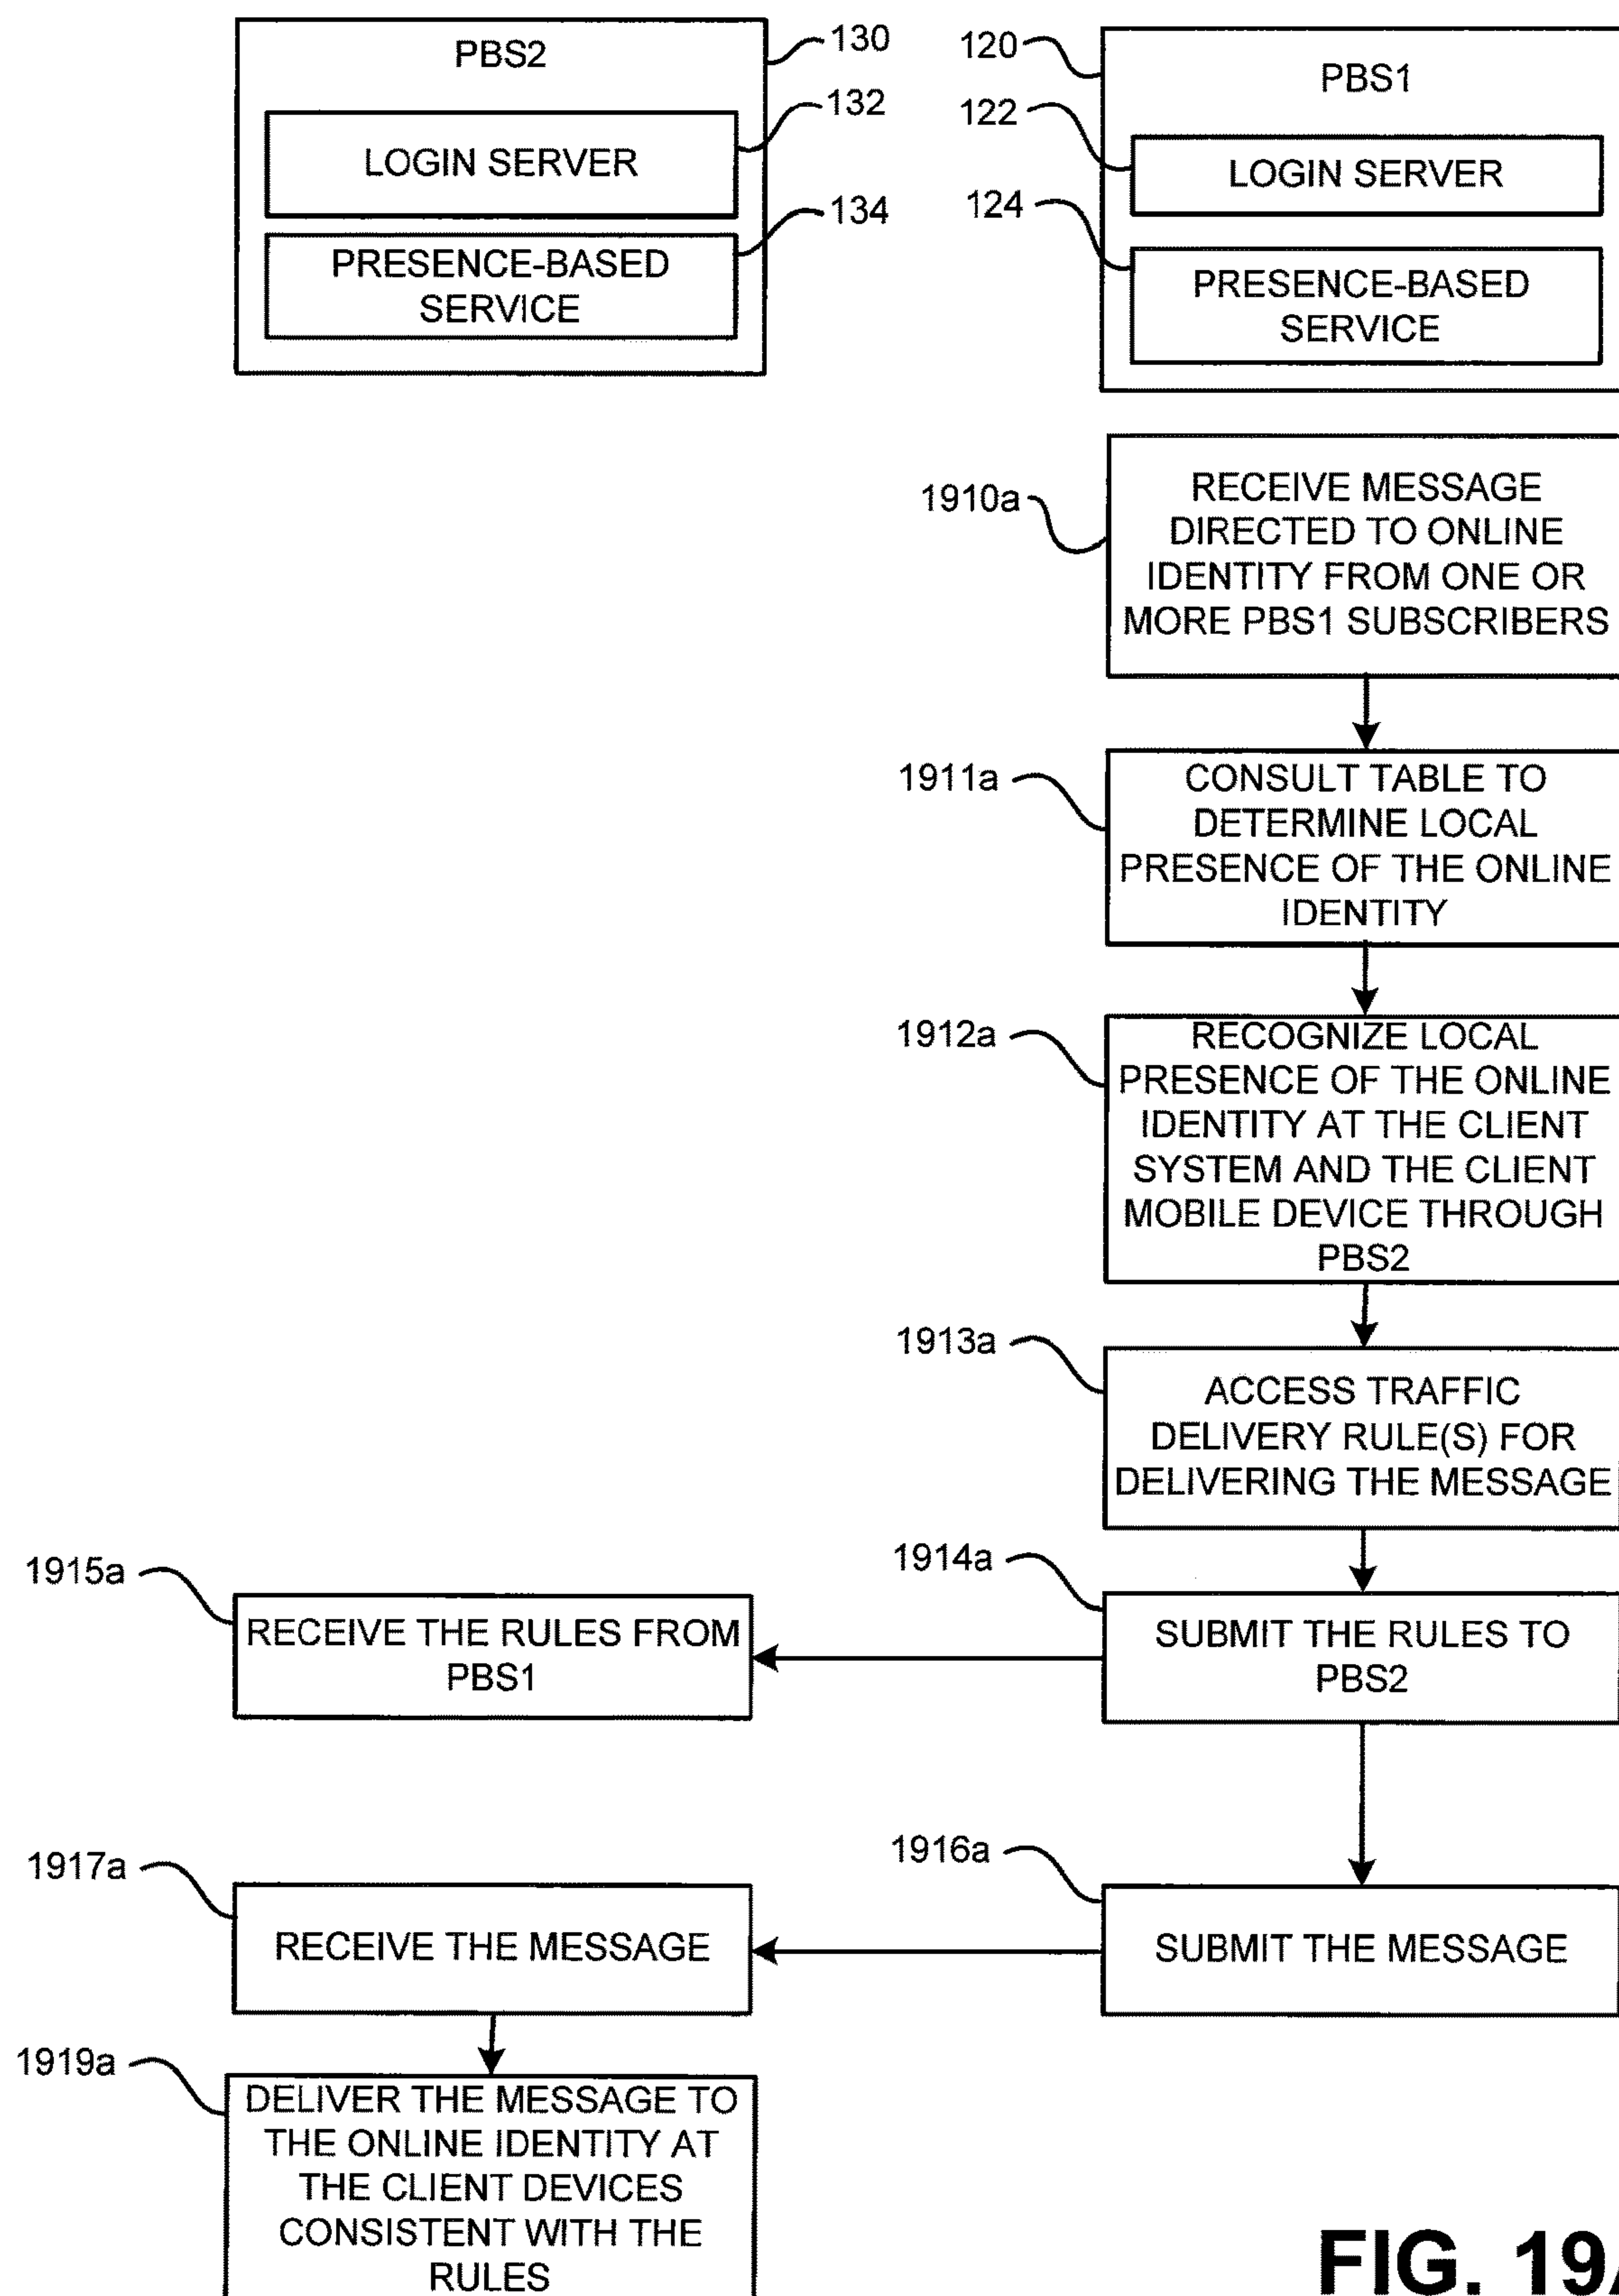 PBS2
130
132
LOGIN SERVER
134
PRESENCE-BASED
SERVICE
120
PBS1
122
LOGIN SERVER
124
PRESENCE-BASED
SERVICE
1910a
RECEIVE MESSAGE
DIRECTED TO ONLINE
IDENTITY FROM ONE OR
MORE PBS1 SUBSCRIBERS
1911a
CONSULT TABLE TO
DETERMINE LOCAL
PRESENCE OF THE ONLINE
IDENTITY
1912a
RECOGNIZE LOCAL
PRESENCE OF THE ONLINE
IDENTITY AT THE CLIENT
SYSTEM AND THE CLIENT
MOBILE DEVICE THROUGH
PBS2
1913a
ACCESS TRAFFIC
DELIVERY RULE(S) FOR
DELIVERING THE MESSAGE
1914a
SUBMIT THE RULES TO
PBS2
1915a
RECEIVE THE RULES FROM
PBS1
1916a
SUBMIT THE MESSAGE
1917a
RECEIVE THE MESSAGE
1919a
DELIVER THE MESSAGE TO
THE ONLINE IDENTITY AT
THE CLIENT DEVICES
CONSISTENT WITH THE
RULES
FIG. 19